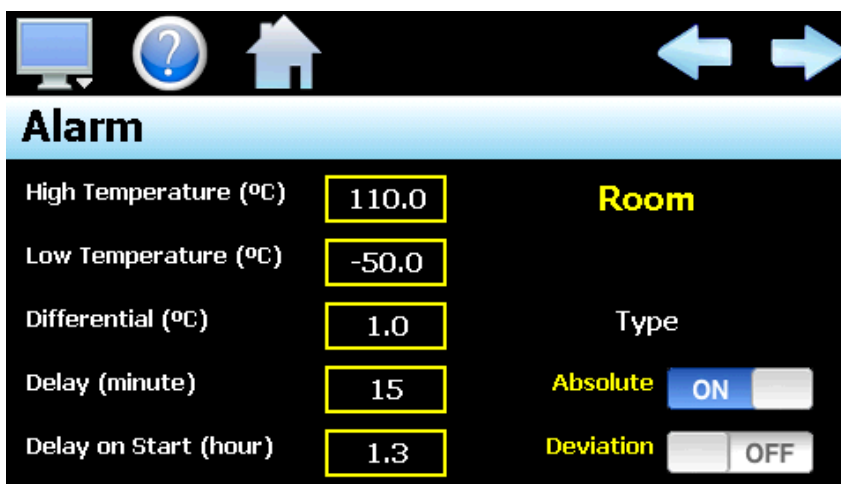 ?
Alarm
High Temperature (ºC) 110.0 Room
Low Temperature (ºC) -50.0
Differential (ºC) 1.0 Type
Delay (minute) 15 Absolute ON
Delay on Start (hour) 1.3 Deviation OFF